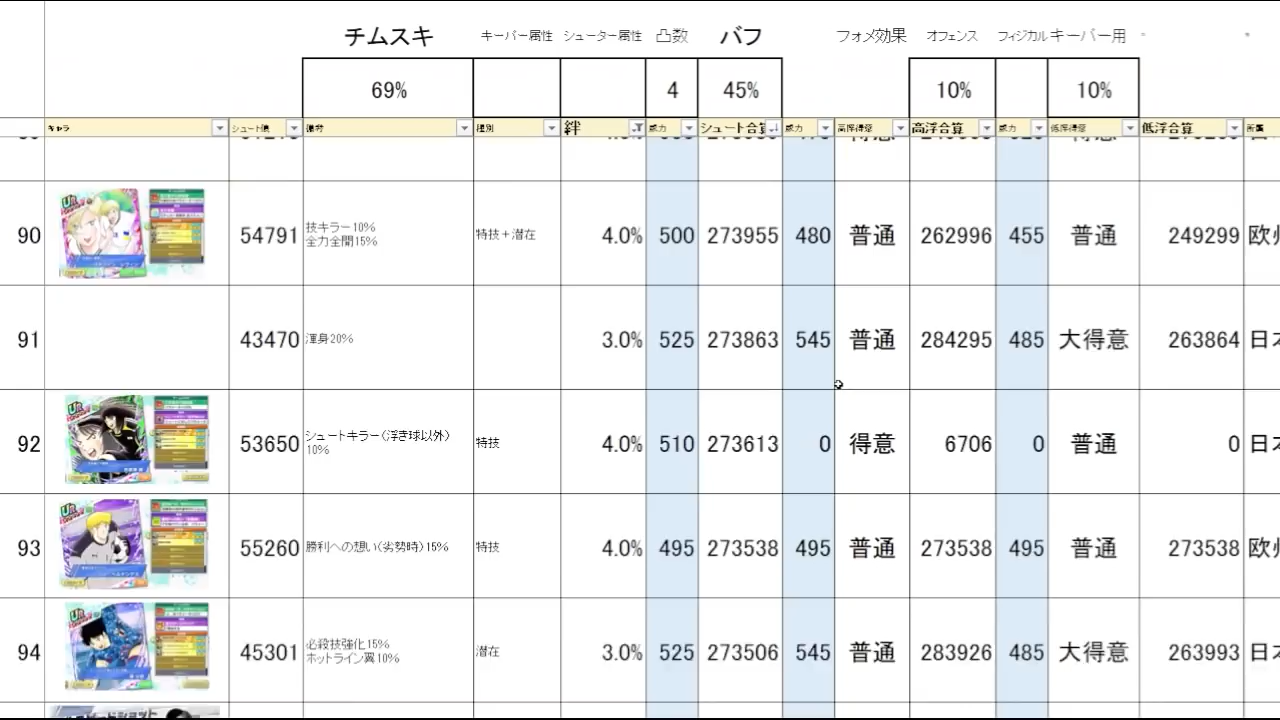 チムスキ キーパー属性 シューター属性 凸数 バフ フォメ効果 オフェンス フィジカル キーパー用
69% 4 45% 10% 10%
キャラ シュート値 備考 種別 絆 威力 シュート合算 威力 高浮得意 高浮合算 威力 低浮得意 低浮合算 所属
90 54791 技キラー10% 特技＋潜在 4.0% 500 273955 480 普通 262996 455 普通 249299 欧州
全力全開15%
91 43470 渾身20% 3.0% 525 273863 545 普通 284295 485 大得意 263864 日本
92 53650 シュートキラー(浮き球以外) 特技 4.0% 510 273613 0 得意 6706 0 普通 0 日本
10%
93 55260 勝利への想い(劣勢時)15% 特技 4.0% 495 273538 495 普通 273538 495 普通 273538 欧州
94 45301 必殺技強化15% 潜在 3.0% 525 273506 545 普通 283926 485 大得意 263993 日本
ホットライン翼10%